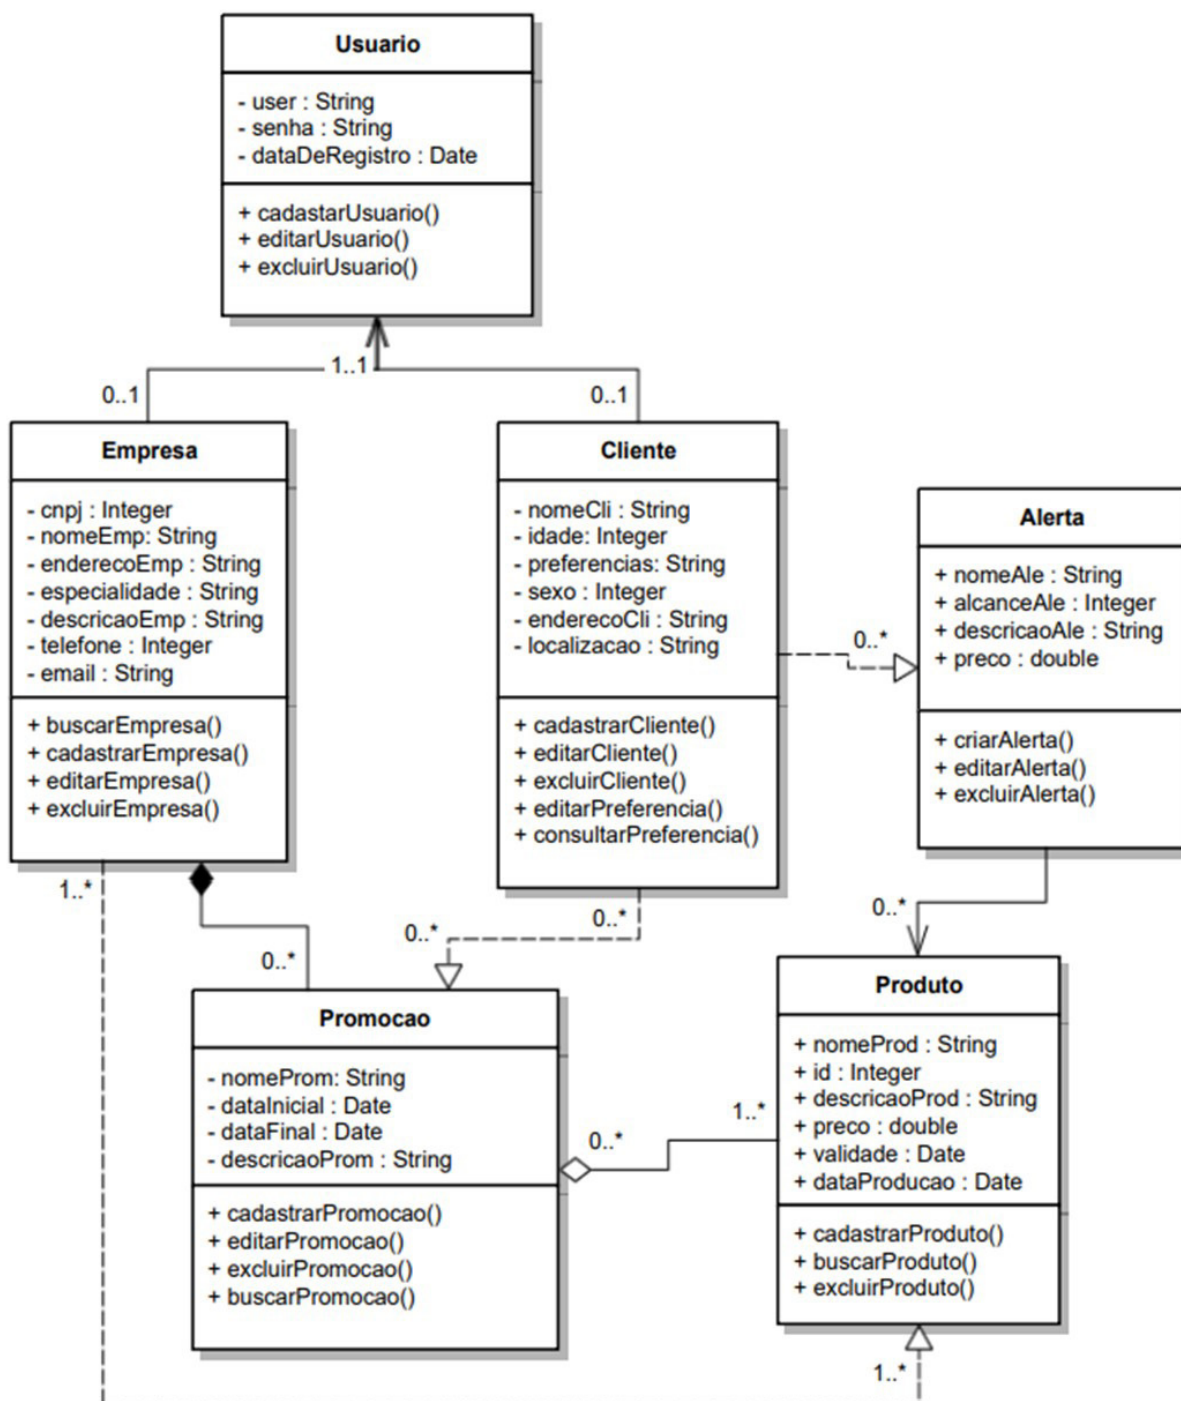 Usuario
- user : String
- senha : String
- dataDeRegistro : Date
+ cadastarUsuario()
+ editarUsuario()
+ excluirUsuario()
1..1
0..1
0..1
Empresa
- cnpj : Integer
- nomeEmp: String
- enderecoEmp : String
- especialidade : String
- descricaoEmp : String
- telefone : Integer
- email : String
+ buscarEmpresa()
+ cadastrarEmpresa()
+ editarEmpresa()
+ excluirEmpresa()
Cliente
- nomeCli : String
- idade: Integer
- preferencias: String
- sexo : Integer
- enderecoCli : String
- localizacao : String
+ cadastrarCliente()
+ editarCliente()
+ excluirCliente()
+ editarPreferencia()
+ consultarPreferencia()
0..*
Alerta
+ nomeAle : String
+ alcanceAle : Integer
+ descricaoAle : String
+ preco : double
+ criarAlerta()
+ editarAlerta()
+ excluirAlerta()
1..*
0..*
0..*
0..*
0..*
Promocao
- nomeProm: String
- dataInicial : Date
- dataFinal : Date
- descricaoProm : String
+ cadastrarPromocao()
+ editarPromocao()
+ excluirPromocao()
+ buscarPromocao()
0..*
1..*
Produto
+ nomeProd : String
+ id : Integer
+ descricaoProd : String
+ preco : double
+ validade : Date
+ dataProducao : Date
+ cadastrarProduto()
+ buscarProduto()
+ excluirProduto()
1..*